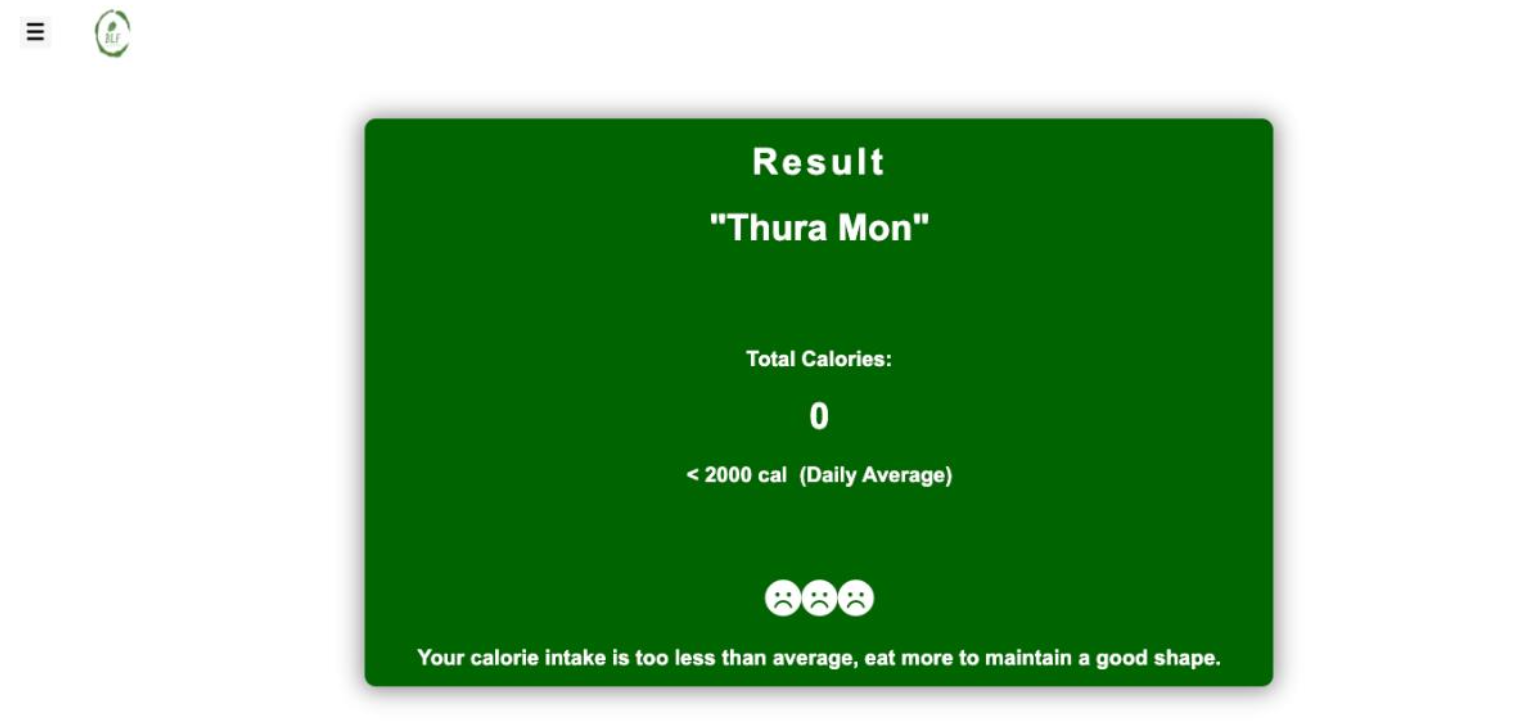 BLF
Result
"Thura Mon"
Total Calories:
0
< 2000 cal (Daily Average)
Your calorie intake is too less than average, eat more to maintain a good shape.